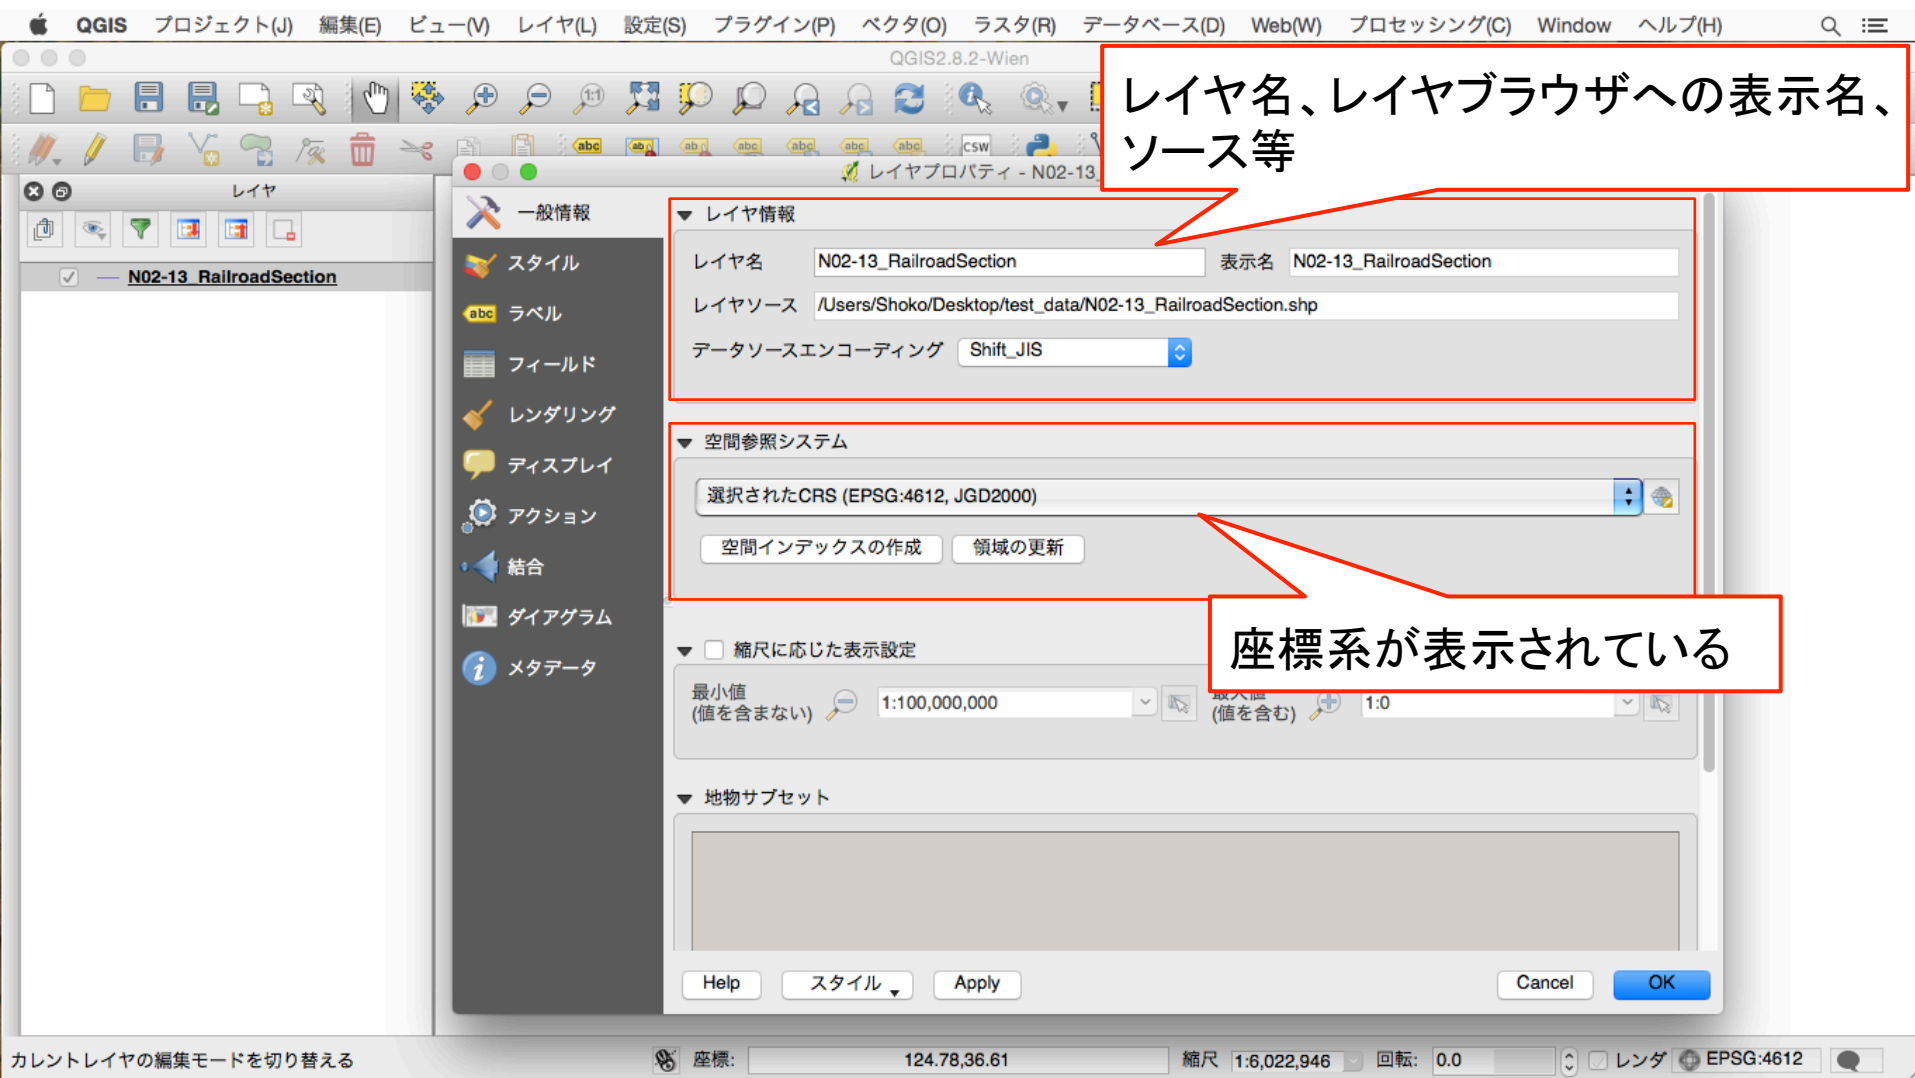 QGIS プロジェクト(J) 編集(E) ビュー(V) レイヤ(L) 設定(S) プラグイン(P) ベクタ(O) ラスタ(R) データベース(D) Web(W) プロセッシング(C) Window ヘルプ(H)
QGIS2.8.2-Wien
レイヤ名、レイヤブラウザへの表示名、
ソース等
1:1
abc
CSW
レイヤプロパティ - N02-13_
レイヤ
N02-13_RailroadSection
一般情報
スタイル
abc ラベル
フィールド
レンダリング
ディスプレイ
アクション
結合
ダイアグラム
メタデータ
▼ レイヤ情報
レイヤ名 N02-13_RailroadSection 表示名 N02-13_RailroadSection
レイヤソース /Users/Shoko/Desktop/test_data/N02-13_RailroadSection.shp
データソースエンコーディング Shift_JIS
▼ 空間参照システム
選択されたCRS (EPSG:4612, JGD2000)
空間インデックスの作成 領域の更新
座標系が表示されている
▼ 縮尺に応じた表示設定
最小値
(値を含まない) 1:100,000,000
最大値
(値を含む) 1:0
▼ 地物サブセット
Help スタイル Apply Cancel OK
カレントレイヤの編集モードを切り替える 座標: 124.78,36.61 縮尺 1:6,022,946 回転: 0.0 レンダ EPSG:4612